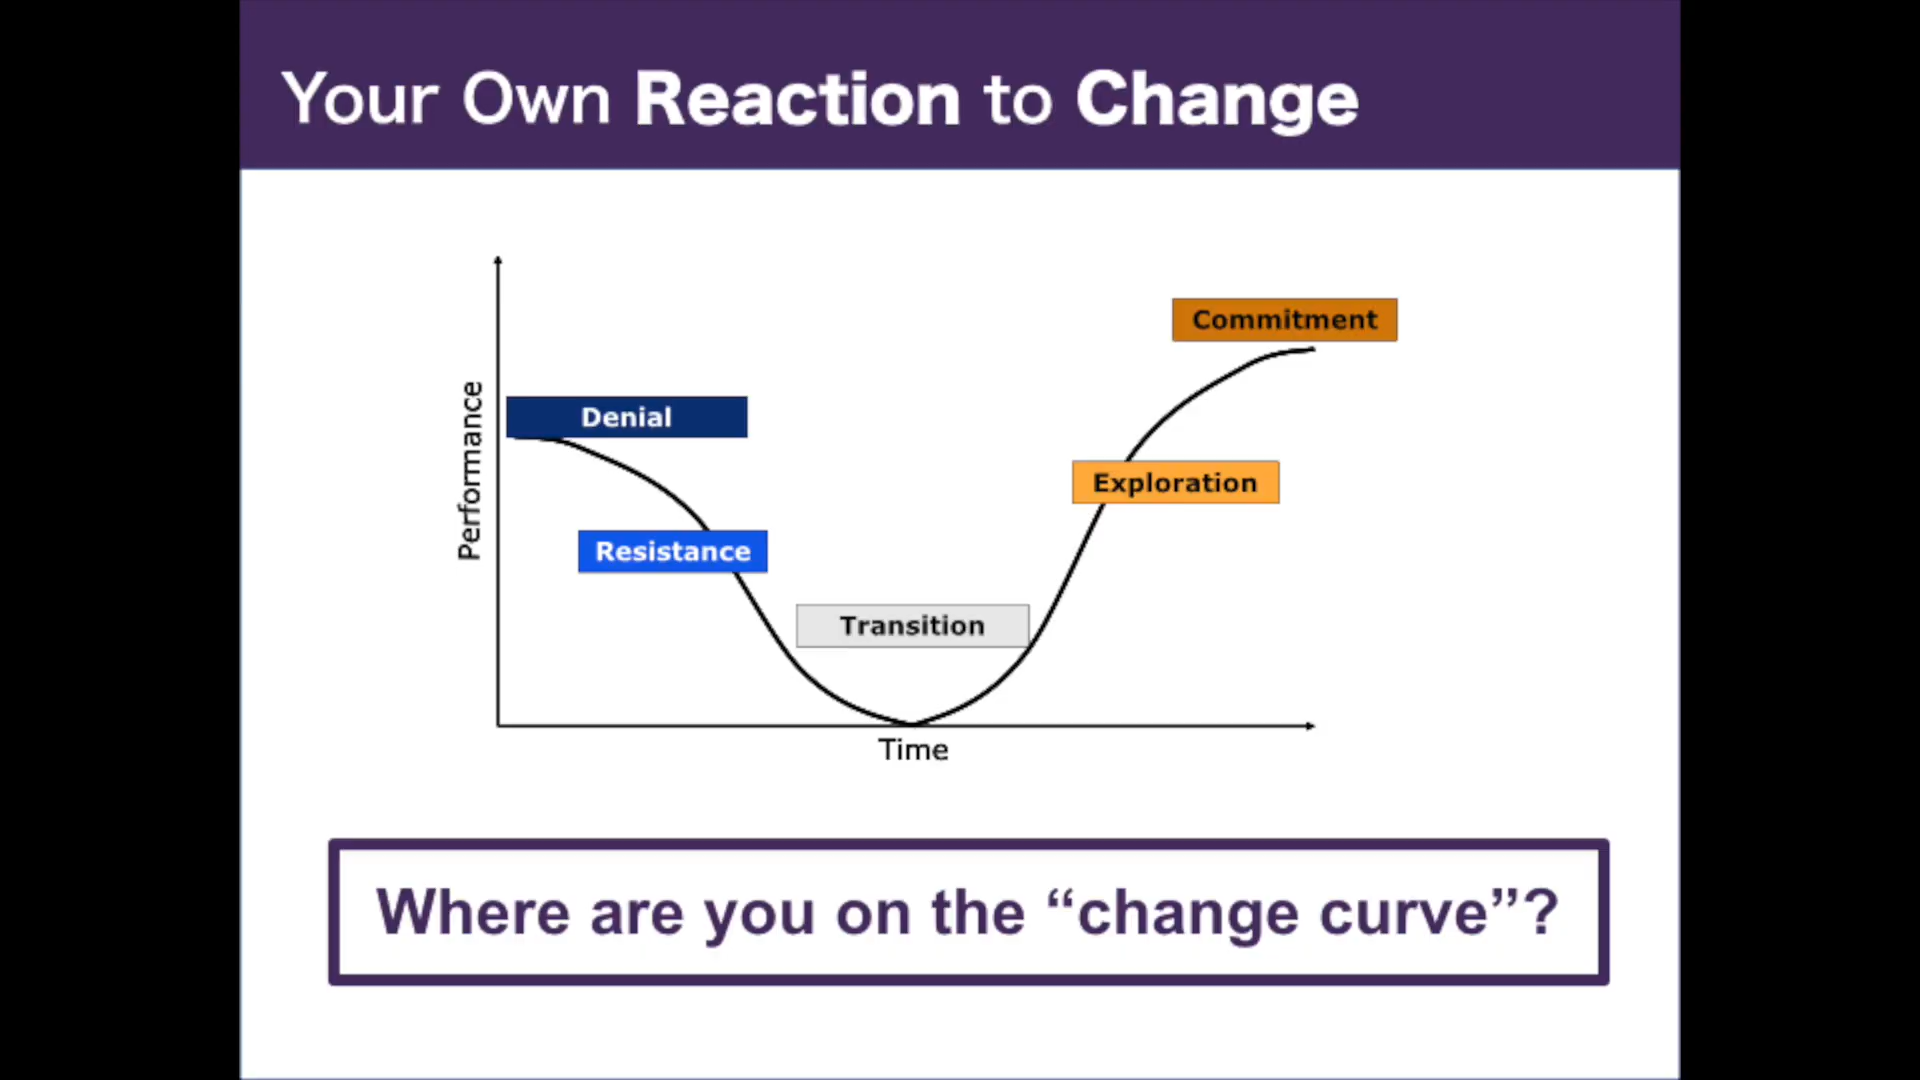 Your Own Reaction to Change
Commitment
Denial
Exploration
Resistance
Transition
Performance
Time
Where are you on the “change curve”?